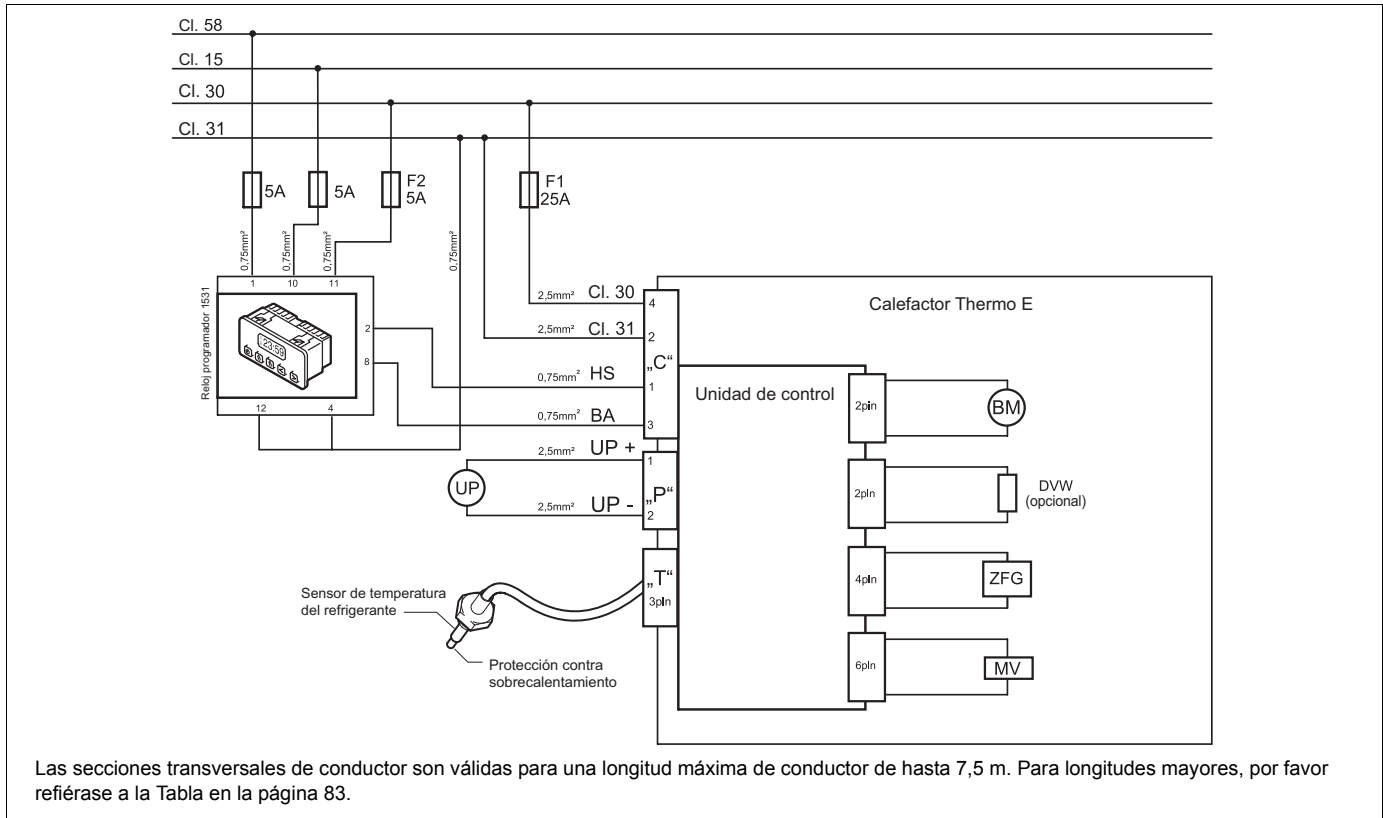 Cl. 58
Cl. 15
Cl. 30
Cl. 31
5A
5A
F2
5A
F1
25A
0,75mm²
0,75mm²
0,75mm²
0,75mm²
1
10
11
Reloj programador 1531
23:59
2
8
12
4
2,5mm² Cl. 30
4
2,5mm² Cl. 31
2
„C“
0,75mm² HS
1
0,75mm² BA
3
2,5mm² UP +
1
UP
„P“
2,5mm² UP -
2
„T“
3pIn
Calefactor Thermo E
Unidad de control
2pin
BM
2pIn
DVW
(opcional)
4pIn
ZFG
6pIn
MV
Sensor de temperatura
del refrigerante
Protección contra
sobrecalentamiento
Las secciones transversales de conductor son válidas para una longitud máxima de conductor de hasta 7,5 m. Para longitudes mayores, por favor
refiérase a la Tabla en la página 83.